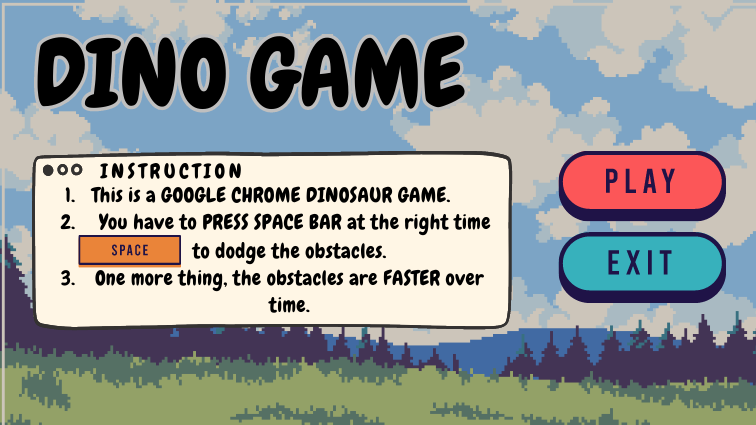 DINO GAME
INSTRUCTION
1. This is a GOOGLE CHROME DINOSAUR GAME.
2. You have to PRESS SPACE BAR at the right time
SPACE to dodge the obstacles.
3. One more thing, the obstacles are FASTER over
time.
PLAY
EXIT